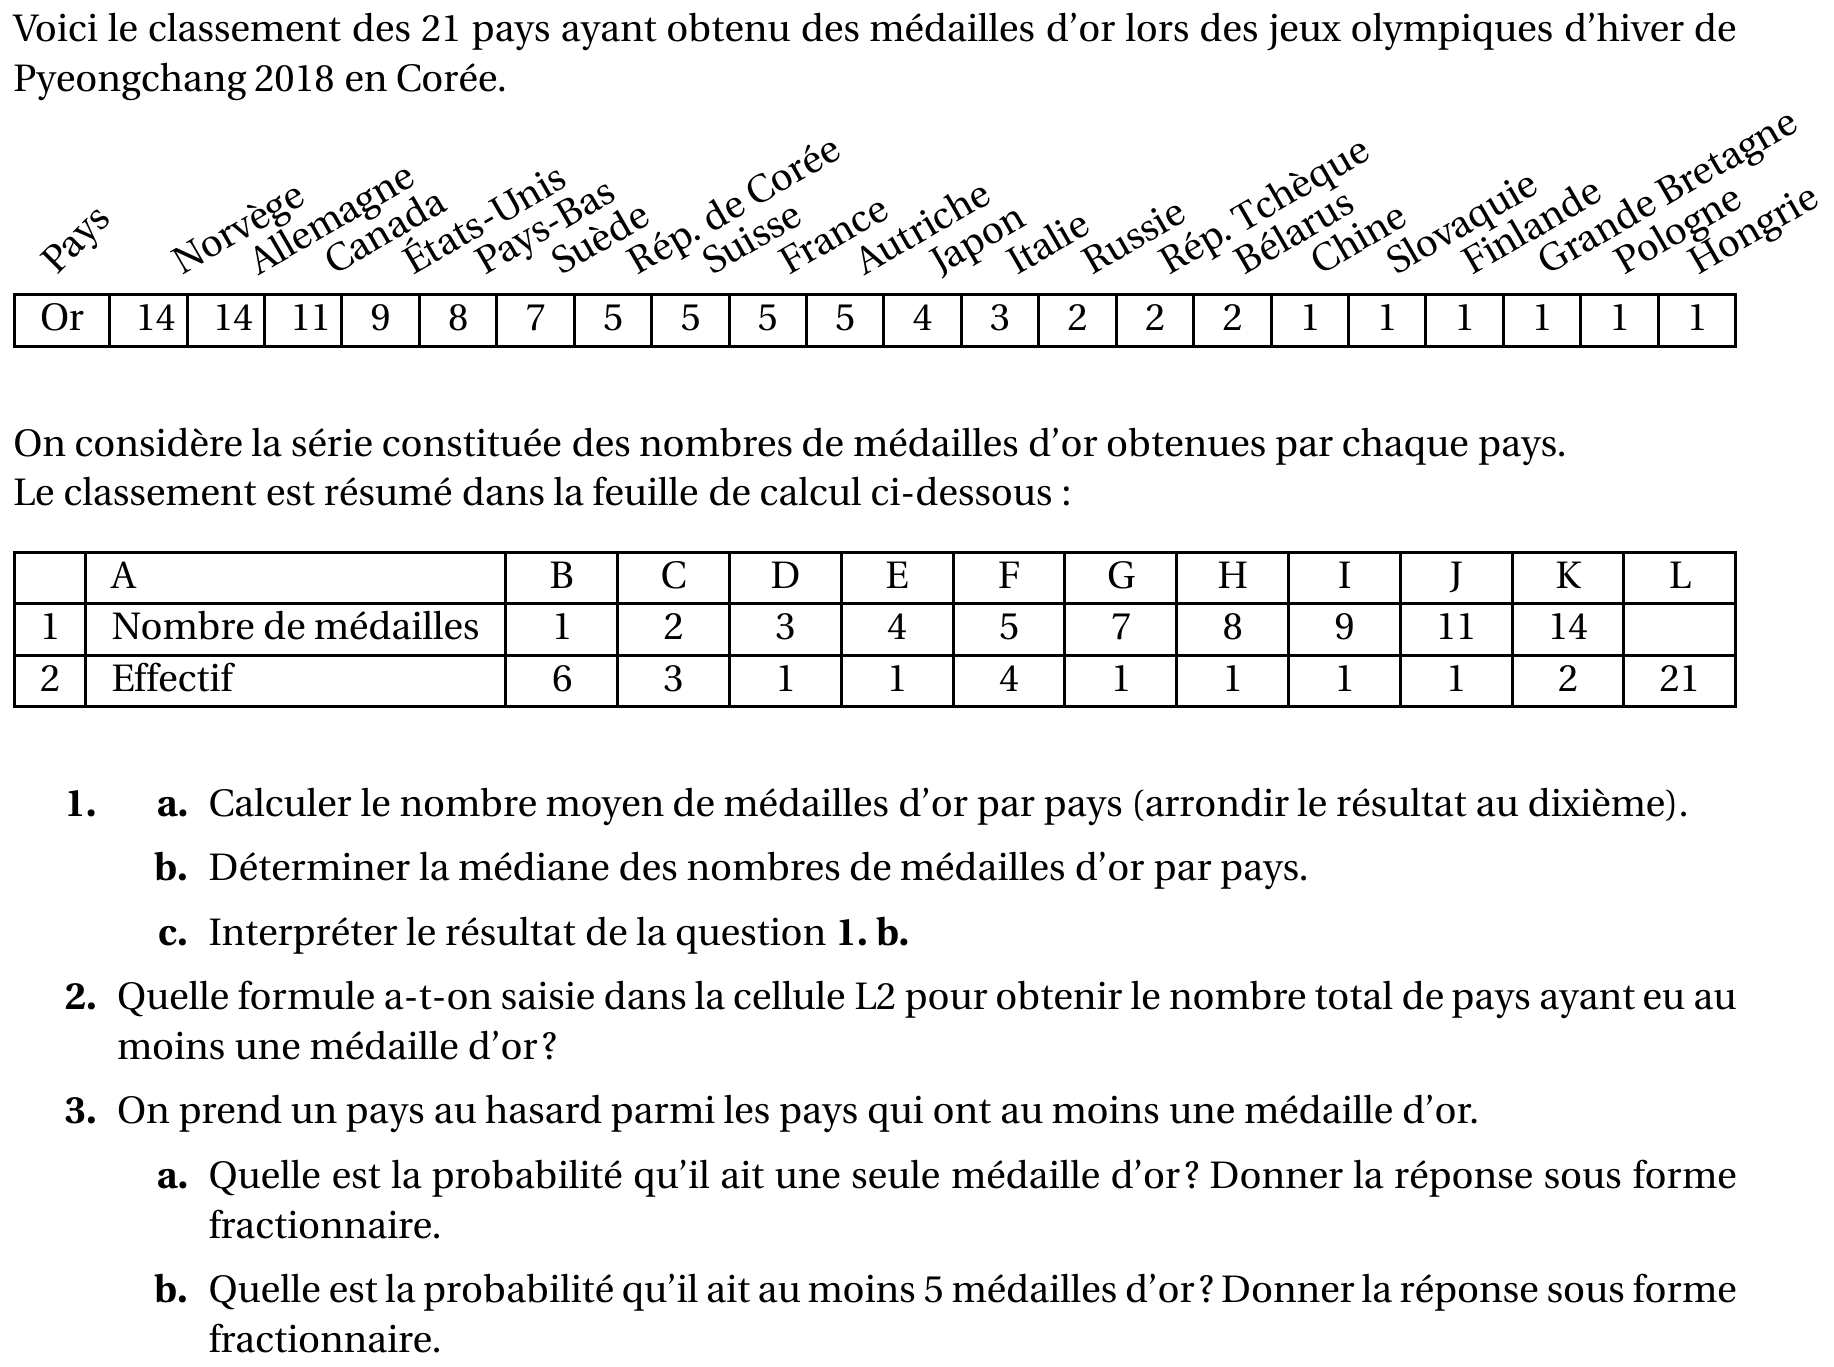 Voici le classement des 21 pays ayant obtenu des médailles d’or lors des jeux olympiques d’hiver de
Pyeongchang 2018 en Corée.
Pays Norvège Allemagne Canada États-Unis Pays-Bas Suède Rép. de Corée Suisse France Autriche Japon Italie Russie Rép. Tchèque Bélarus Chine Slovaquie Finlande Grande Bretagne Pologne Hongrie
Or 14 14 11 9 8 7 5 5 5 5 4 3 2 2 2 1 1 1 1 1 1
On considère la série constituée des nombres de médailles d’or obtenues par chaque pays.
Le classement est résumé dans la feuille de calcul ci-dessous :
A B C D E F G H I J K L
1 Nombre de médailles 1 2 3 4 5 7 8 9 11 14
2 Effectif 6 3 1 1 4 1 1 1 1 2 21
1. a. Calculer le nombre moyen de médailles d’or par pays (arrondir le résultat au dixième).
b. Déterminer la médiane des nombres de médailles d’or par pays.
c. Interpréter le résultat de la question 1. b.
2. Quelle formule a-t-on saisie dans la cellule L2 pour obtenir le nombre total de pays ayant eu au
moins une médaille d’or ?
3. On prend un pays au hasard parmi les pays qui ont au moins une médaille d’or.
a. Quelle est la probabilité qu’il ait une seule médaille d’or ? Donner la réponse sous forme
fractionnaire.
b. Quelle est la probabilité qu’il ait au moins 5 médailles d’or ? Donner la réponse sous forme
fractionnaire.